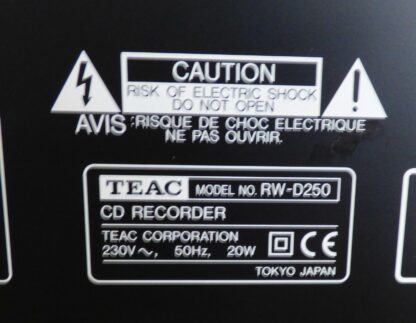 CAUTION
RISK OF ELECTRIC SHOCK
DO NOT OPEN
AVIS :RISQUE DE CHOC ELECTRIQUE
NE PAS OUVRIR.
TEAC MODEL NO. RW-D250
CD RECORDER
TEAC CORPORATION
230V～, 50Hz, 20W CE
TOKYO JAPAN